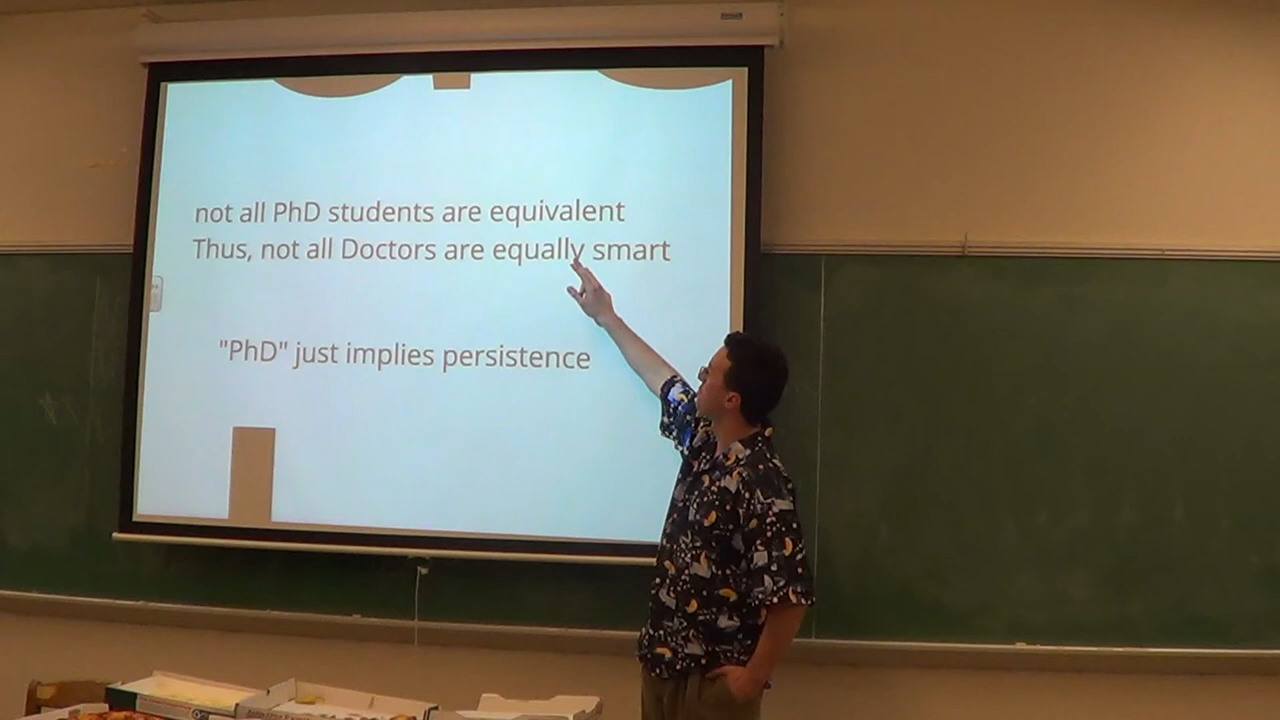 not all PhD students are equivalent
Thus, not all Doctors are equally smart
"PhD" just implies persistence